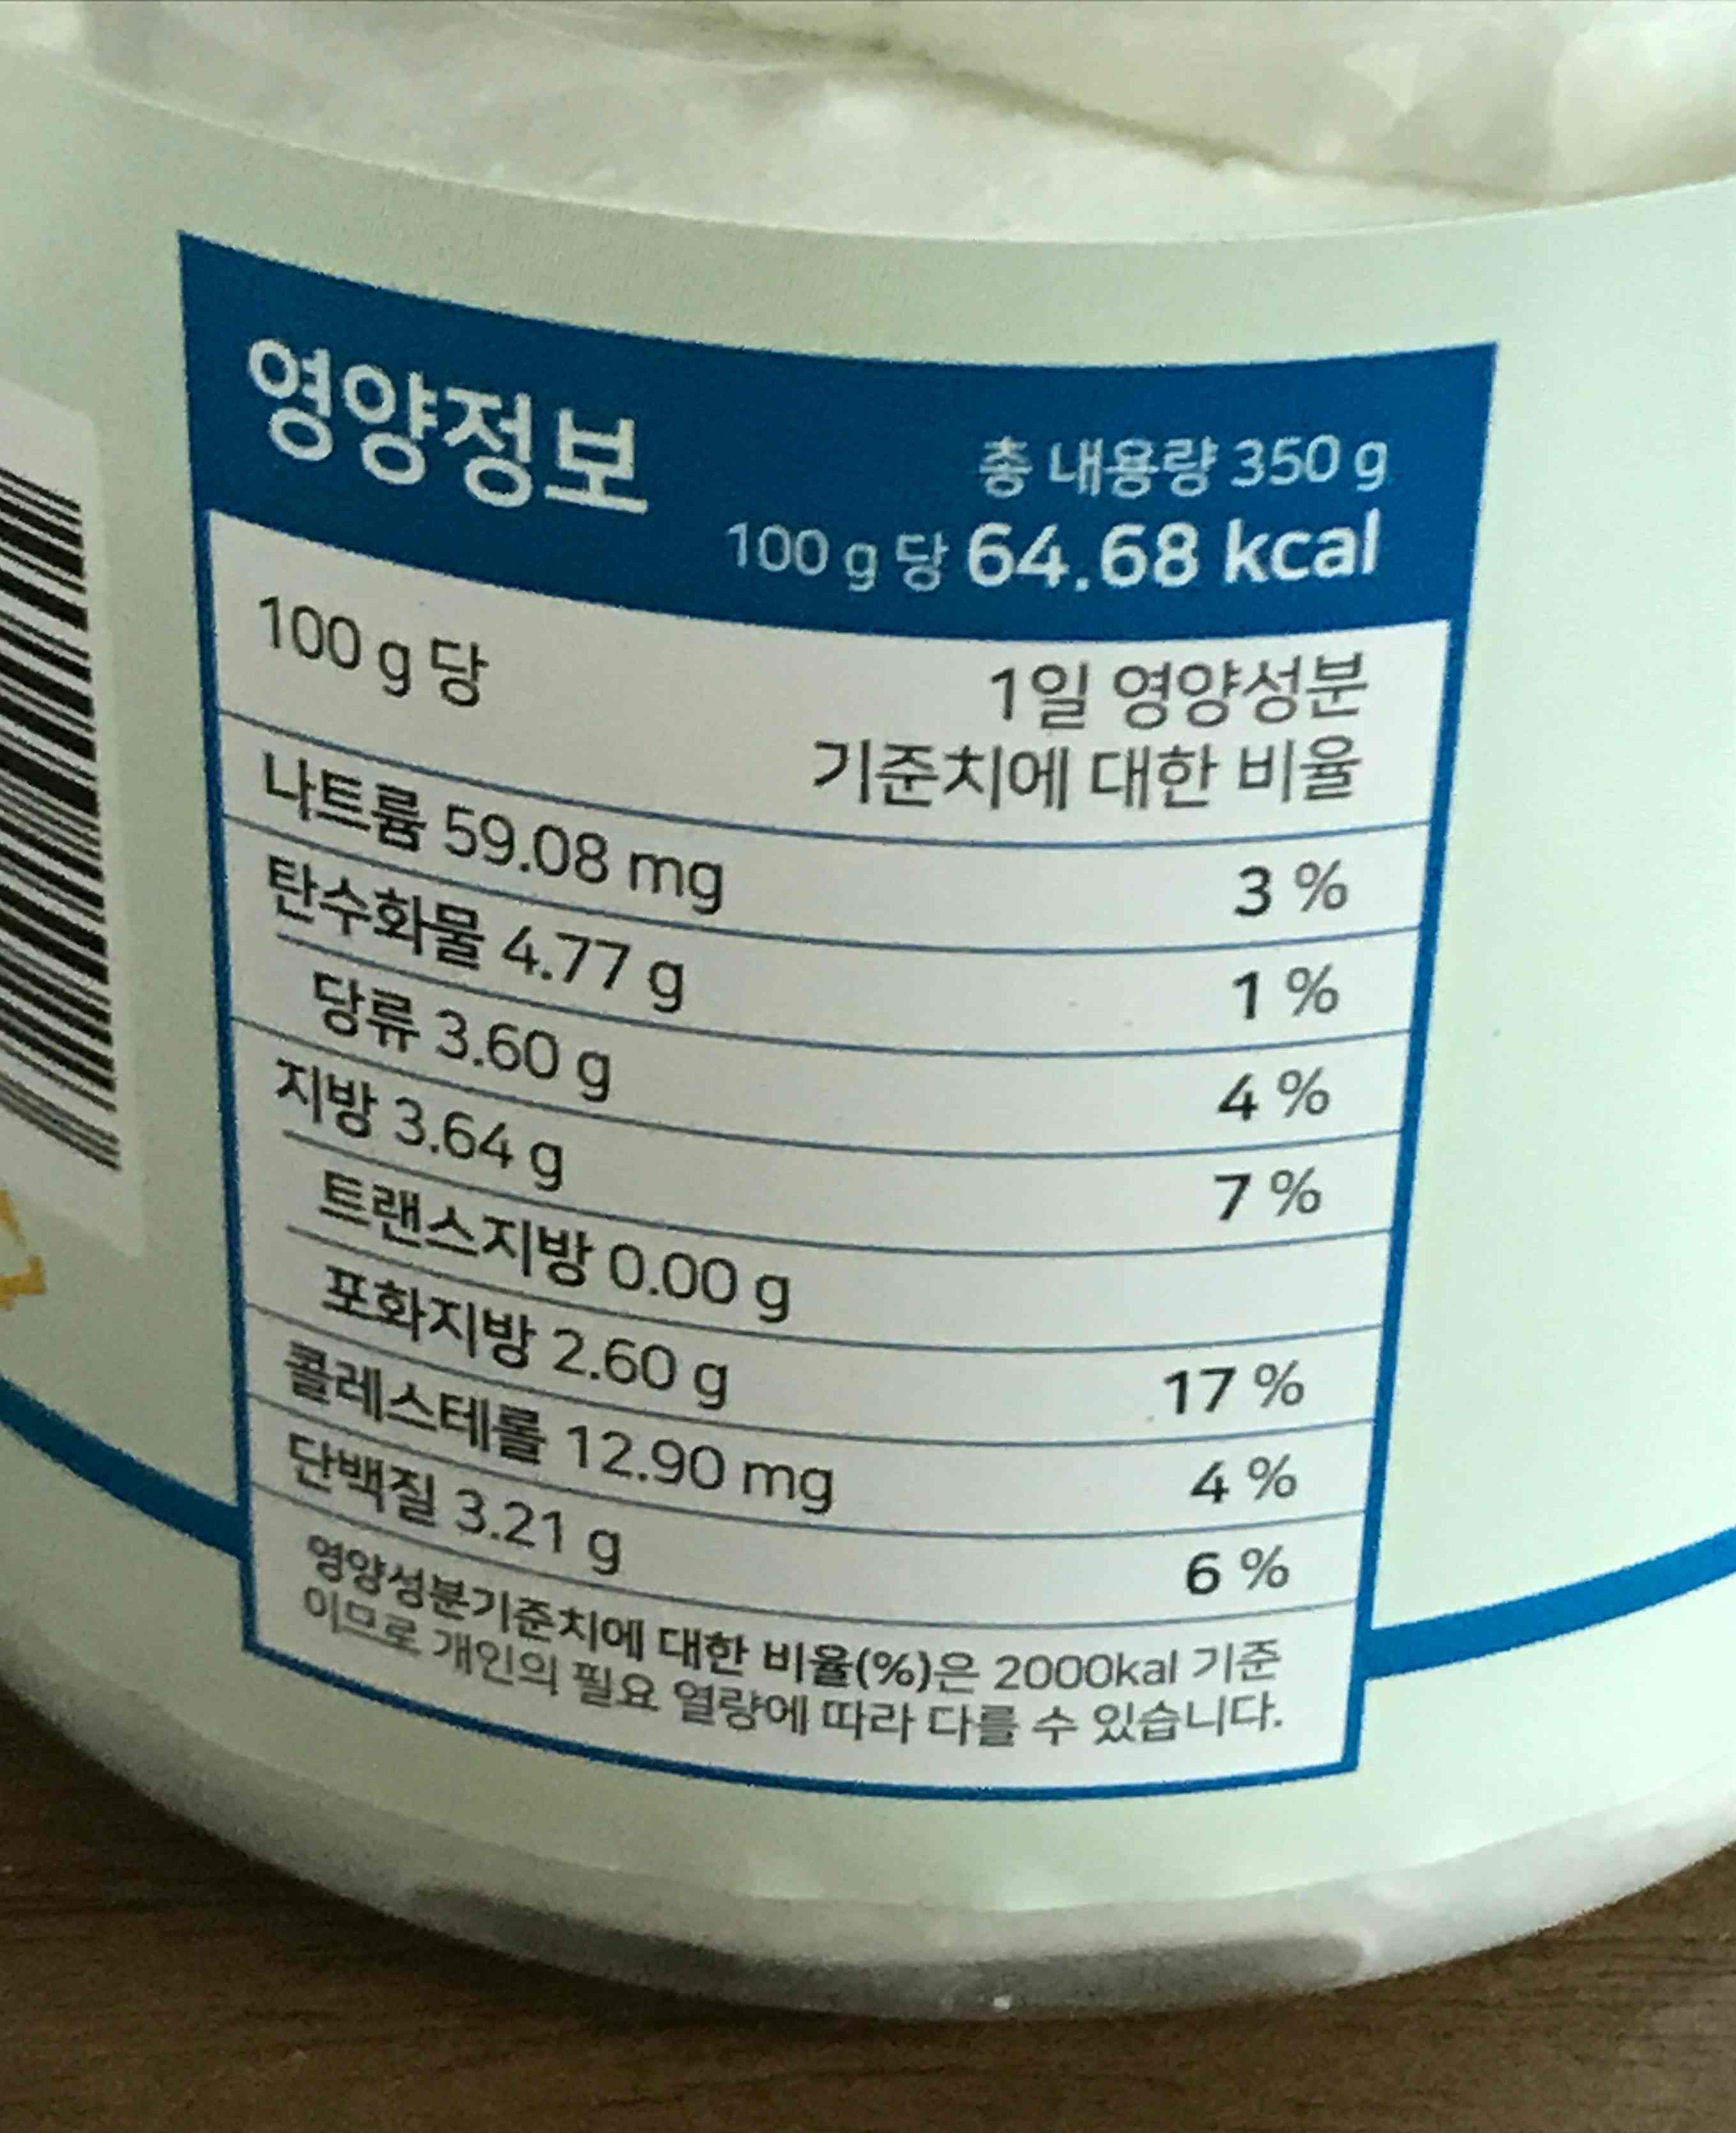 영양정보
총 내용량 350 g
100 g 당 64.68 kcal
100 g 당
1일 영양성분
기준치에 대한 비율
나트륨 59.08 mg 3 %
탄수화물 4.77 g 1 %
당류 3.60 g 4 %
지방 3.64 g 7 %
트랜스지방 0.00 g
포화지방 2.60 g 17 %
콜레스테롤 12.90 mg 4 %
단백질 3.21 g 6 %
영양성분기준치에 대한 비율(%)은 2000kal 기준
이므로 개인의 필요 열량에 따라 다를 수 있습니다.